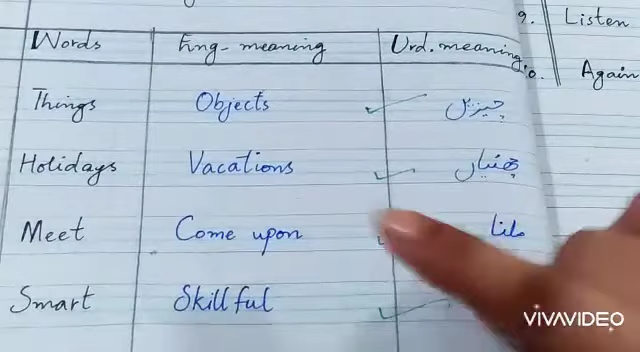 9. Listen
Words Eng- meaning Urd. meaning
10. Again
Things Objects چیزیں
Holidays Vacations چھٹیاں
Meet Come upon ملنا
Smart Skillful
VIVAVIDEO